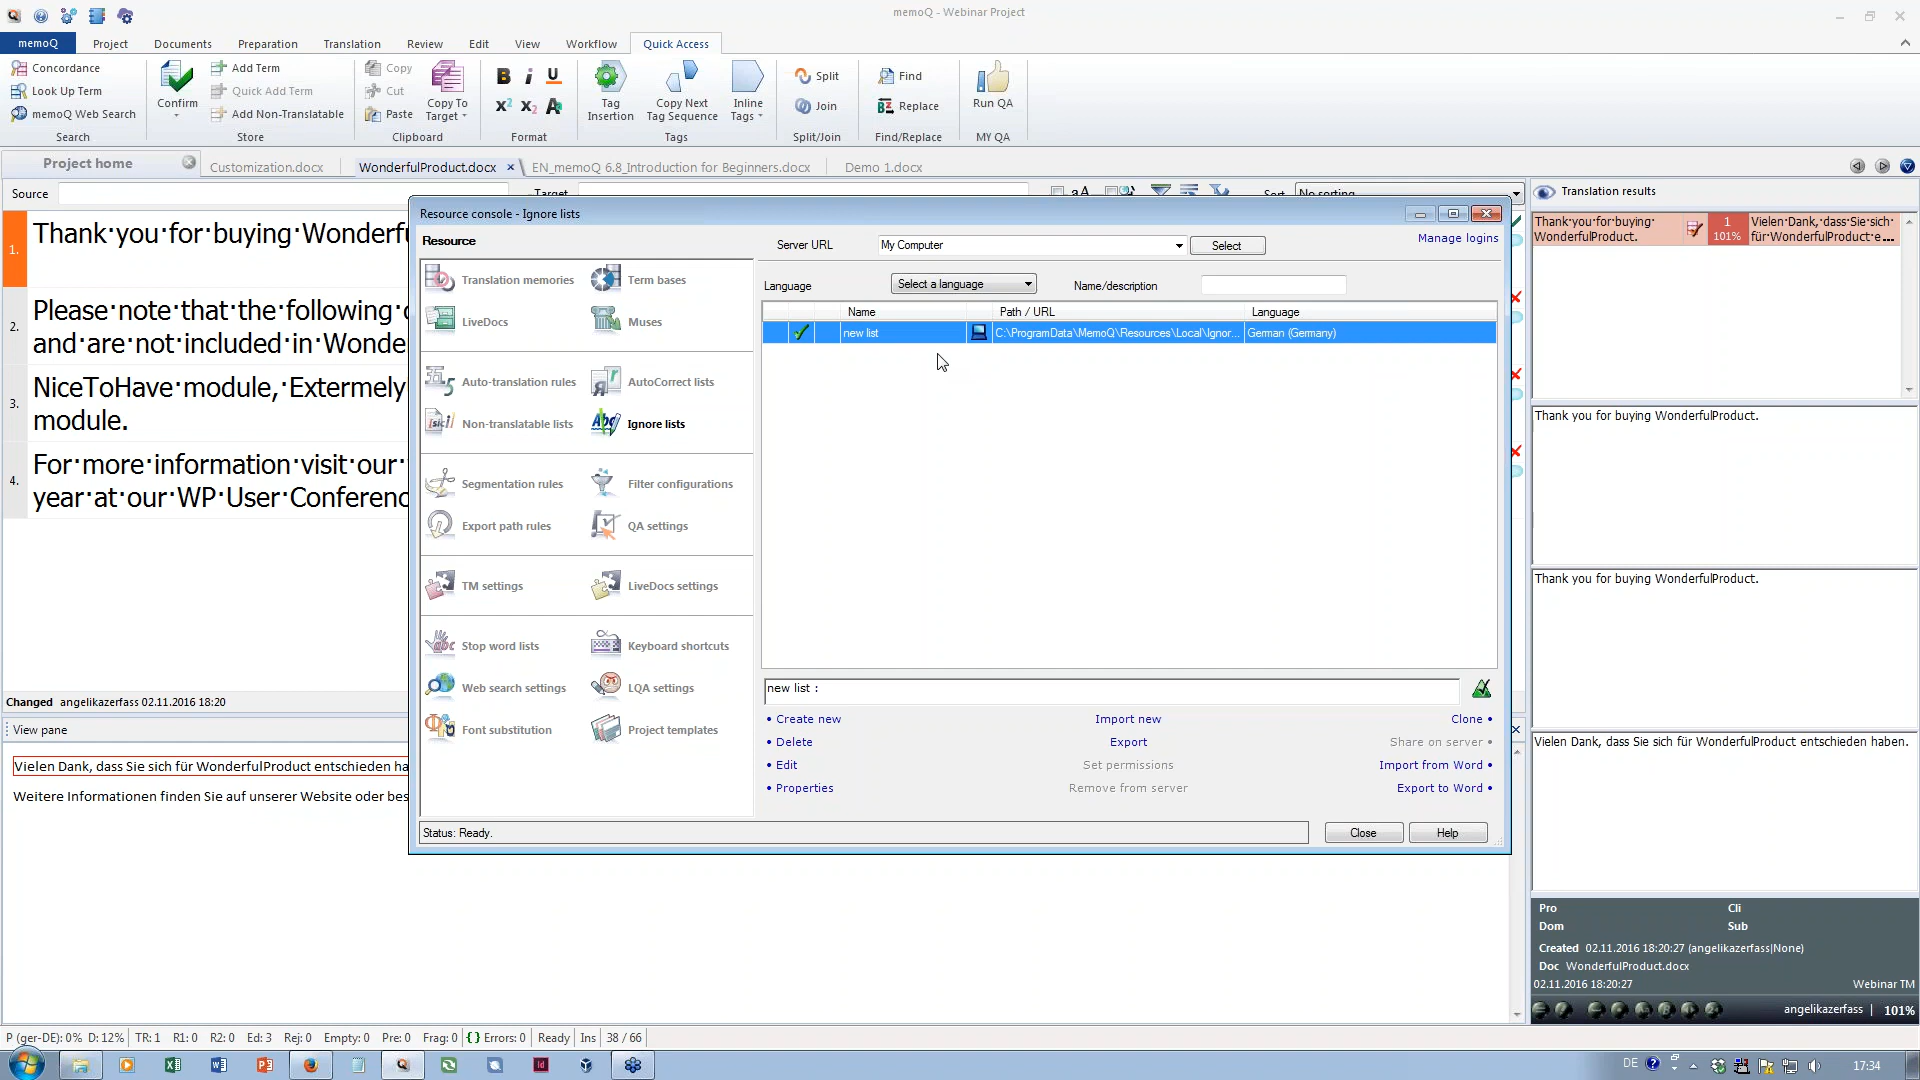 memoQ - Webinar Project
memoQ Project Documents Preparation Translation Review Edit View Workflow Quick Access
Concordance
Look Up Term
memoQ Web Search
Search
Confirm
Add Term
Quick Add Term
Add Non-Translatable
Store
Copy
Cut
Paste
Copy To
Target
Clipboard
B i U
X² X₂ A
Format
Tag
Insertion
Copy Next
Tag Sequence
Inline
Tags
Tags
Split
Join
Split/Join
Find
Replace
Find/Replace
Run QA
MY QA
Project home Customization.docx WonderfulProduct.docx EN_memoQ 6.8_Introduction for Beginners.docx Demo 1.docx
Source Target Sort No sorting
1. Thank·you·for·buying·Wonderf
2. Please·note·that·the·following·
and·are·not·included·in·Wonde
3. NiceToHave·module,·Extermely
module.
4. For·more·information·visit·our·
year·at·our·WP·User·Conferenc
Changed angelikazerfass 02.11.2016 18:20
View pane
Vielen Dank, dass Sie sich für WonderfulProduct entschieden ha
Weitere Informationen finden Sie auf unserer Website oder bes
Resource console - Ignore lists
Resource
Translation memories Term bases
LiveDocs Muses
Auto-translation rules AutoCorrect lists
Non-translatable lists Ignore lists
Segmentation rules Filter configurations
Export path rules QA settings
TM settings LiveDocs settings
Stop word lists Keyboard shortcuts
Web search settings LQA settings
Font substitution Project templates
Server URL My Computer Select Manage logins
Language Select a language Name/description
Name Path / URL Language
new list C:\ProgramData\MemoQ\Resources\Local\Ignor... German (Germany)
new list :
• Create new Import new Clone •
• Delete Export Share on server •
• Edit Set permissions Import from Word •
• Properties Remove from server Export to Word •
Status: Ready. Close Help
Translation results
Thank·you·for·buying·
WonderfulProduct.
1
101%
Vielen·Dank,·dass·Sie·sich·
für·WonderfulProduct·e...
Thank you for buying WonderfulProduct.
Thank you for buying WonderfulProduct.
Vielen Dank, dass Sie sich für WonderfulProduct entschieden haben.
Pro Cli
Dom Sub
Created 02.11.2016 18:20:27 (angelikazerfass|None)
Doc WonderfulProduct.docx
02.11.2016 18:20:27 Webinar TM
angelikazerfass | 101%
P (ger-DE): 0% D: 12% TR: 1 R1: 0 R2: 0 Ed: 3 Rej: 0 Empty: 0 Pre: 0 Frag: 0 { } Errors: 0 Ready Ins 38 / 66
DE 17:34